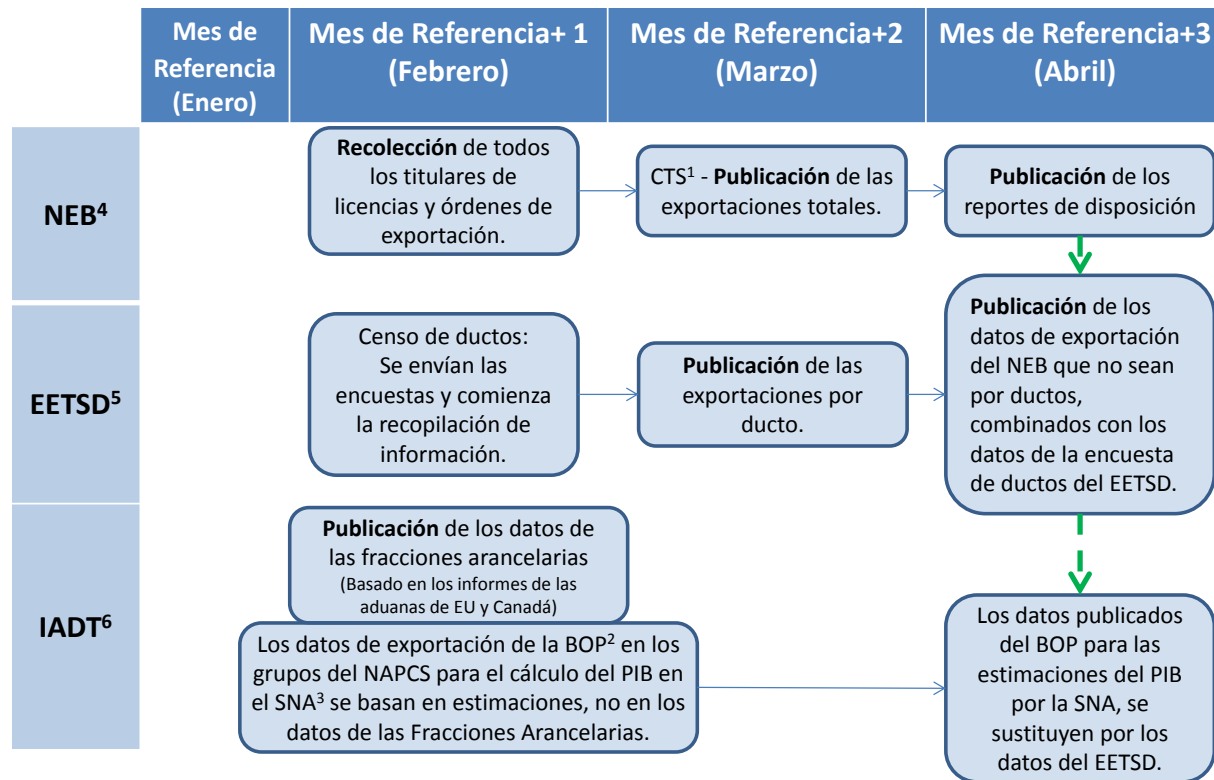 Mes de
Referencia
(Enero)
Mes de Referencia+ 1
(Febrero)
Mes de Referencia+2
(Marzo)
Mes de Referencia+3
(Abril)
NEB⁴
Recolección de todos
los titulares de
licencias y órdenes de
exportación.
CTS¹ - Publicación de las
exportaciones totales.
Publicación de los
reportes de disposición
EETSD⁵
Censo de ductos:
Se envían las
encuestas y comienza
la recopilación de
información.
Publicación de las
exportaciones por
ducto.
Publicación de los
datos de exportación
del NEB que no sean
por ductos,
combinados con los
datos de la encuesta
de ductos del EETSD.
IADT⁶
Publicación de los datos de
las fracciones arancelarias
(Basado en los informes de las
aduanas de EU y Canadá)
Los datos de exportación de la BOP² en los
grupos del NAPCS para el cálculo del PIB en
el SNA³ se basan en estimaciones, no en los
datos de las Fracciones Arancelarias.
Los datos publicados
del BOP para las
estimaciones del PIB
por la SNA, se
sustituyen por los
datos del EETSD.